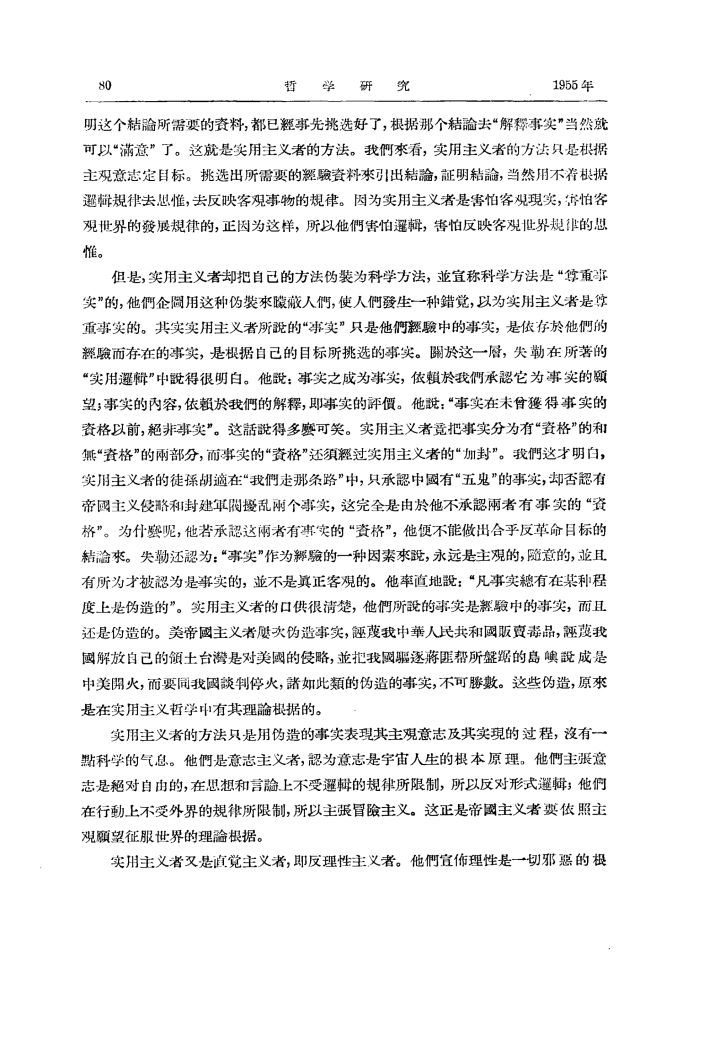 80 哲学研究 1955年
明这个結論所需要的資料,都已經事先挑选好了,根据那个結論去“解釋事实”当然就
可以“滿意”了。这就是实用主义者的方法。我們來看,实用主义者的方法只是根据
主观意志定目标。挑选出所需要的經驗資料來引出結論,証明結論,当然用不着根据
邏輯規律去思惟,去反映客观事物的規律。因为实用主义者是害怕客观現实,害怕客
观世界的發展規律的,正因为这样,所以他們害怕邏輯,害怕反映客观世界規律的思
惟。
但是,实用主义者却把自己的方法伪裝为科学方法,並宣称科学方法是“尊重事
实”的,他們企圖用这种伪裝來矇蔽人們,使人們發生一种錯覚,以为实用主义者是尊
重事实的。其实实用主义者所說的“事实”只是他們經驗中的事实,是依存於他們的
經驗而存在的事实,是根据自己的目标所挑选的事实。關於这一層,失勒在所著的
“实用邏輯”中說得很明白。他說:事实之成为事实,依賴於我們承認它为事实的願
望;事实的內容,依賴於我們的解釋,即事实的評價。他說:“事实在未曾獲得事实的
資格以前,絕非事实”。这話說得多麼可笑。实用主义者竟把事实分为有“資格”的和
無“資格”的兩部分,而事实的“資格”还須經过实用主义者的“加封”。我們这才明白,
实用主义者的徒孫胡適在“我們走那条路”中,只承認中國有“五鬼”的事实,却否認有
帝國主义侵略和封建軍閥擾乱兩个事实,这完全是由於他不承認兩者有事实的“資
格”。为什麼呢,他若承認这兩者有事实的“資格”,他便不能做出合乎反革命目标的
結論來。失勒还認为:“事实”作为經驗的一种因素來說,永远是主观的,隨意的,並且
有所为才被認为是事实的,並不是眞正客观的。他率直地說:“凡事实總有在某种程
度上是伪造的”。实用主义者的口供很清楚,他們所說的事实是經驗中的事实,而且
还是伪造的。美帝國主义者屢次伪造事实,誣蔑我中華人民共和國販賣毒品,誣蔑我
國解放自己的領土台灣是对美國的侵略,並把我國驅逐蔣匪帮所盤踞的島嶼說成是
中美開火,而要同我國談判停火,諸如此類的伪造的事实,不可勝數。这些伪造,原來
是在实用主义哲学中有其理論根据的。
实用主义者的方法只是用伪造的事实表現其主观意志及其实現的过程,沒有一
點科学的气息。他們是意志主义者,認为意志是宇宙人生的根本原理。他們主張意
志是絕对自由的,在思想和言論上不受邏輯的規律所限制,所以反对形式邏輯;他們
在行動上不受外界的規律所限制,所以主張冒險主义。这正是帝國主义者要依照主
观願望征服世界的理論根据。
实用主义者又是直覚主义者,即反理性主义者。他們宣佈理性是一切邪惡的根